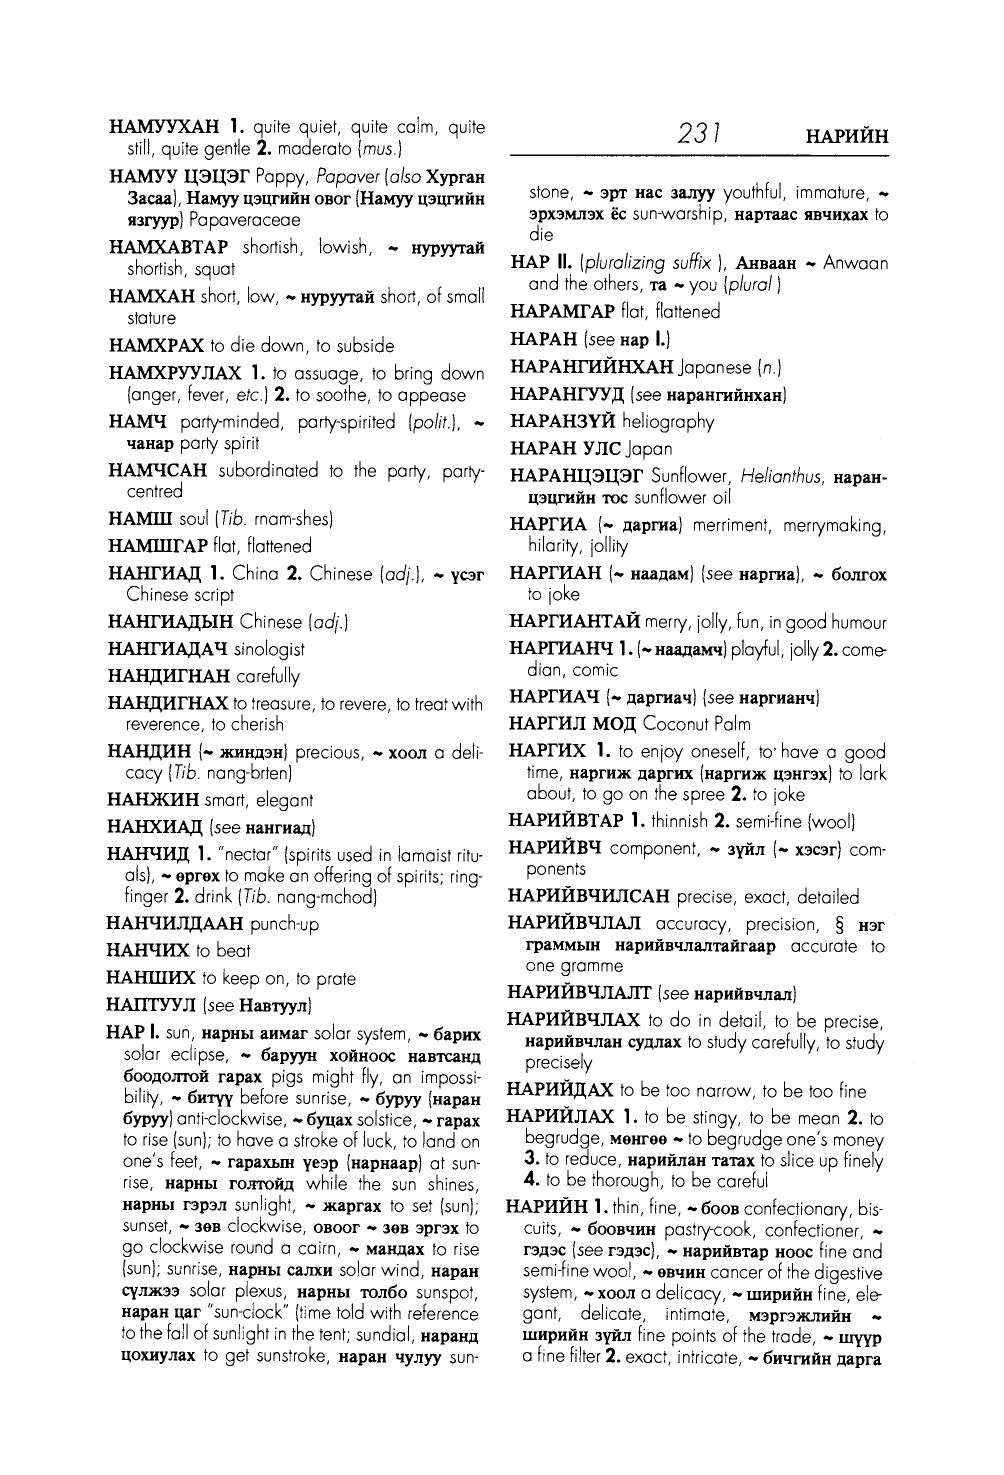 НАМУУХАН 1. quite quiet, quite calm, quite
still, quite gentle 2. maderato (mus.)
НАМУУ ЦЭЦЭГ Pappy, Papaver (also Хурган
Засаа), Намуу цэцгийн овог (Намуу цэцгийн
язгуур) Papaveraceae
НАМХАВТАР shortish, lowish, ~ нуруутай
shortish, squat
НАМХАН short, low, ~ нуруутай short, of small
stature
НАМХРАХ to die down, to subside
НАМХРУУЛАХ 1. to assuage, to bring down
(anger, fever, etc.) 2. to soothe, to appease
НАМЧ party-minded, party-spirited (polit.), ~
чанар party spirit
НАМЧСАН subordinated to the party, party-
centred
НАМШ soul (Tib. rnam-shes)
НАМШГАР flat, flattened
НАНГИАД 1. China 2. Chinese (adj.), ~ үсэг
Chinese script
НАНГИАДЫН Chinese (adj.)
НАНГИАДАЧ sinologist
НАНДИГНАН carefully
НАНДИГНАХ to treasure, to revere, to treat with
reverence, to cherish
НАНДИН (~ жиндэн) precious, ~ хоол a deli-
cacy (Tib. nang-brten)
НАНЖИН smart, elegant
НАНХИАД (see нангиад)
НАНЧИД 1. "nectar" (spirits used in lamaist ritu-
als), ~ өргөх to make an offering of spirits; ring-
finger 2. drink (Tib. nang-mchod)
НАНЧИЛДААН punch-up
НАНЧИХ to beat
НАНШИХ to keep on, to prate
НАПТУУЛ (see Навтуул)
НАР I. sun, нарны аимаг solar system, ~ барих
solar eclipse, ~ баруун хойноос навтсанд
боодолтой гарах pigs might fly, an impossi-
bility, ~ битүү before sunrise, ~ буруу (наран
буруу) anti-clockwise, ~ буцах solstice, ~ гарах
to rise (sun); to have a stroke of luck, to land on
one's feet, ~ гарахын үеэр (нарнаар) at sun-
rise, нарны голтойд while the sun shines,
нарны гэрэл sunlight, ~ жаргах to set (sun);
sunset, ~ зөв clockwise, овоог ~ зөв эргэх to
go clockwise round a cairn, ~ мандах to rise
(sun); sunrise, нарны салхи solar wind, наран
сүлжээ solar plexus, нарны толбо sunspot,
наран цаг "sun-clock" (time told with reference
to the fall of sunlight in the tent; sundial, наранд
цохиулах to get sunstroke, наран чулуу sun-
231 НАРИЙН
stone, ~ эрт нас залуу youthful, immature, ~
эрхэмлэх ёс sun-warship, нартаас явчихах to
die
НАР II. (pluralizing suffix ), Анваан ~ Anwaan
and the others, та ~ you (plural )
НАРАМГАР flat, flattened
НАРАН (see нар I.)
НАРАНГИЙНХАН Japanese (n.)
НАРАНГУУД (see нарангийнхан)
НАРАНЗҮЙ heliography
НАРАН УЛС Japan
НАРАНЦЭЦЭГ Sunflower, Helianthus, наран-
цэцгийн тос sunflower oil
НАРГИА (~ даргиа) merriment, merrymaking,
hilarity, jollity
НАРГИАН (~ наадам) (see наргиа), ~ болгох
to joke
НАРГИАНТАЙ merry, jolly, fun, in good humour
НАРГИАНЧ 1. (~ наадамч) playful, jolly 2. come-
dian, comic
НАРГИАЧ (~ даргиач) (see наргианч)
НАРГИЛ МОД Coconut Palm
НАРГИХ 1. to enjoy oneself, to have a good
time, наргиж даргих (наргиж цэнгэх) to lark
about, to go on the spree 2. to joke
НАРИЙВТАР 1. thinnish 2. semi-fine (wool)
НАРИЙВЧ component, ~ зүйл (~ хэсэг) com-
ponents
НАРИЙВЧИЛСАН precise, exact, detailed
НАРИЙВЧЛАЛ accuracy, precision, § нэг
граммын нарийвчлалтайгаар accurate to
one gramme
НАРИЙВЧЛАЛТ (see нарийвчлал)
НАРИЙВЧЛАХ to do in detail, to be precise,
нарийвчлан судлах to study carefully, to study
precisely
НАРИЙДАХ to be too narrow, to be too fine
НАРИЙЛАХ 1. to be stingy, to be mean 2. to
begrudge, мөнгөө ~ to begrudge one's money
3. to reduce, нарийлан татах to slice up finely
4. to be thorough, to be careful
НАРИЙН 1. thin, fine, ~ боов confectionary, bis-
cuits, ~ боовчин pastry-cook, confectioner, ~
гэдэс (see гэдэс), ~ нарийвтар ноос fine and
semi-fine wool, ~ өвчин cancer of the digestive
system, ~ хоол a delicacy, ~ ширийн fine, ele-
gant, delicate, intimate, мэргэжлийн ~
ширийн зүйл fine points of the trade, ~ шүүр
a fine filter 2. exact, intricate, ~ бичгийн дарга